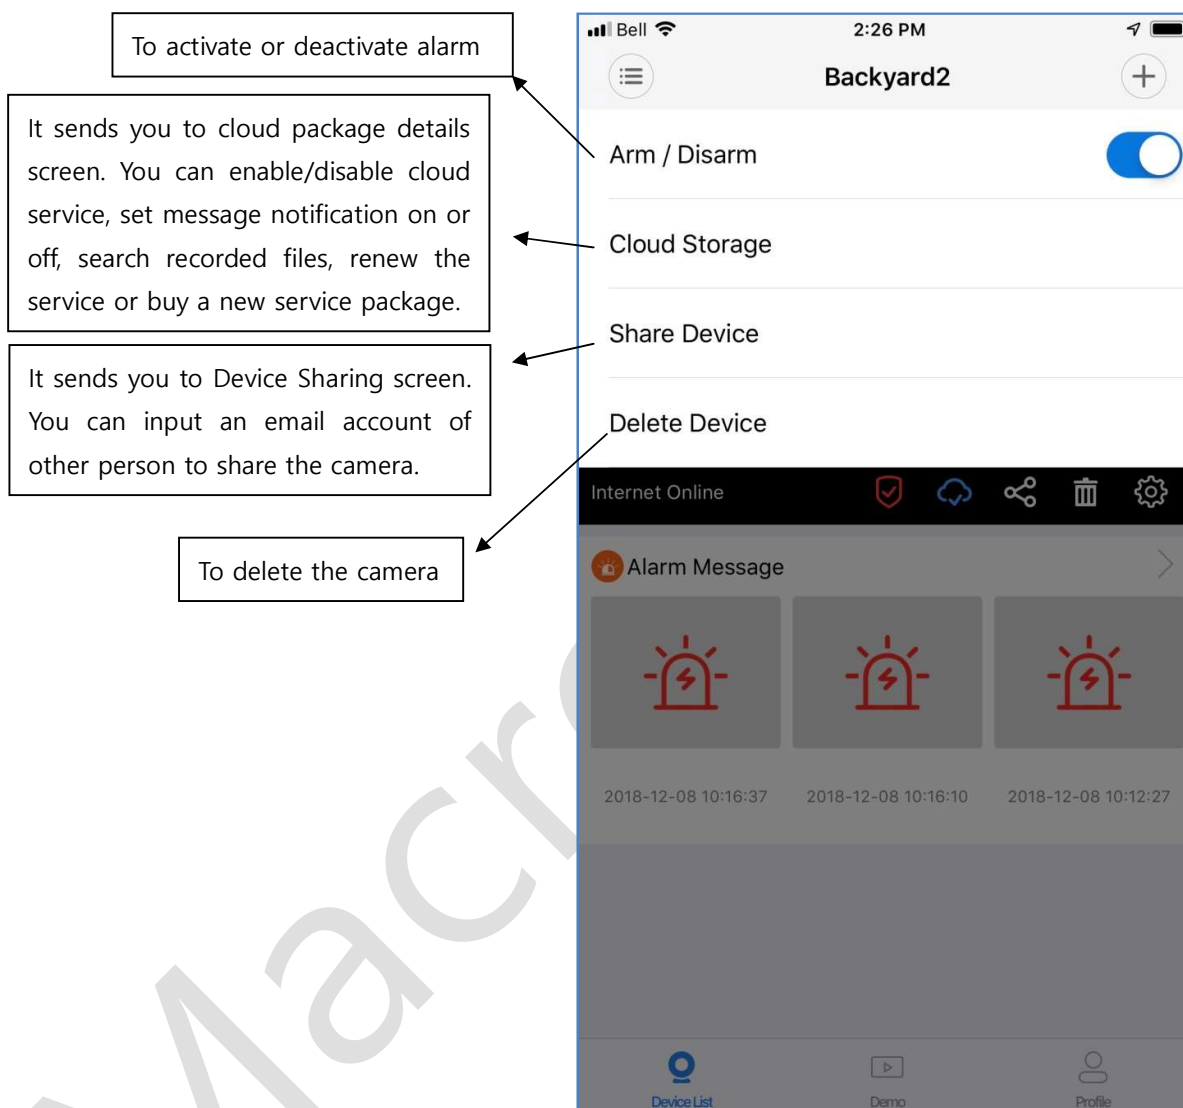 To activate or deactivate alarm
It sends you to cloud package details
screen. You can enable/disable cloud
service, set message notification on or
off, search recorded files, renew the
service or buy a new service package.
It sends you to Device Sharing screen.
You can input an email account of
other person to share the camera.
To delete the camera
Bell 2:26 PM
Backyard2
Arm / Disarm
Cloud Storage
Share Device
Delete Device
Internet Online
Alarm Message
2018-12-08 10:16:37 2018-12-08 10:16:10 2018-12-08 10:12:27
Device List Demo Profile
Macro